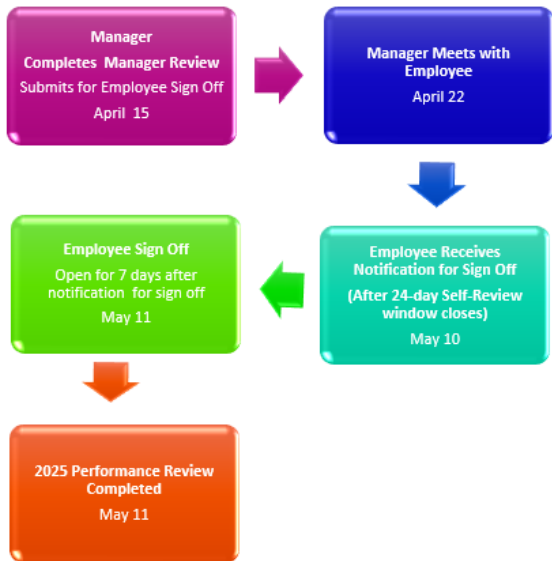 Manager
Completes Manager Review
Submits for Employee Sign Off
April 15
Manager Meets with
Employee
April 22
Employee Receives
Notification for Sign Off
(After 24-day Self-Review
window closes)
May 10
Employee Sign Off
Open for 7 days after
notification for sign off
May 11
2025 Performance Review
Completed
May 11